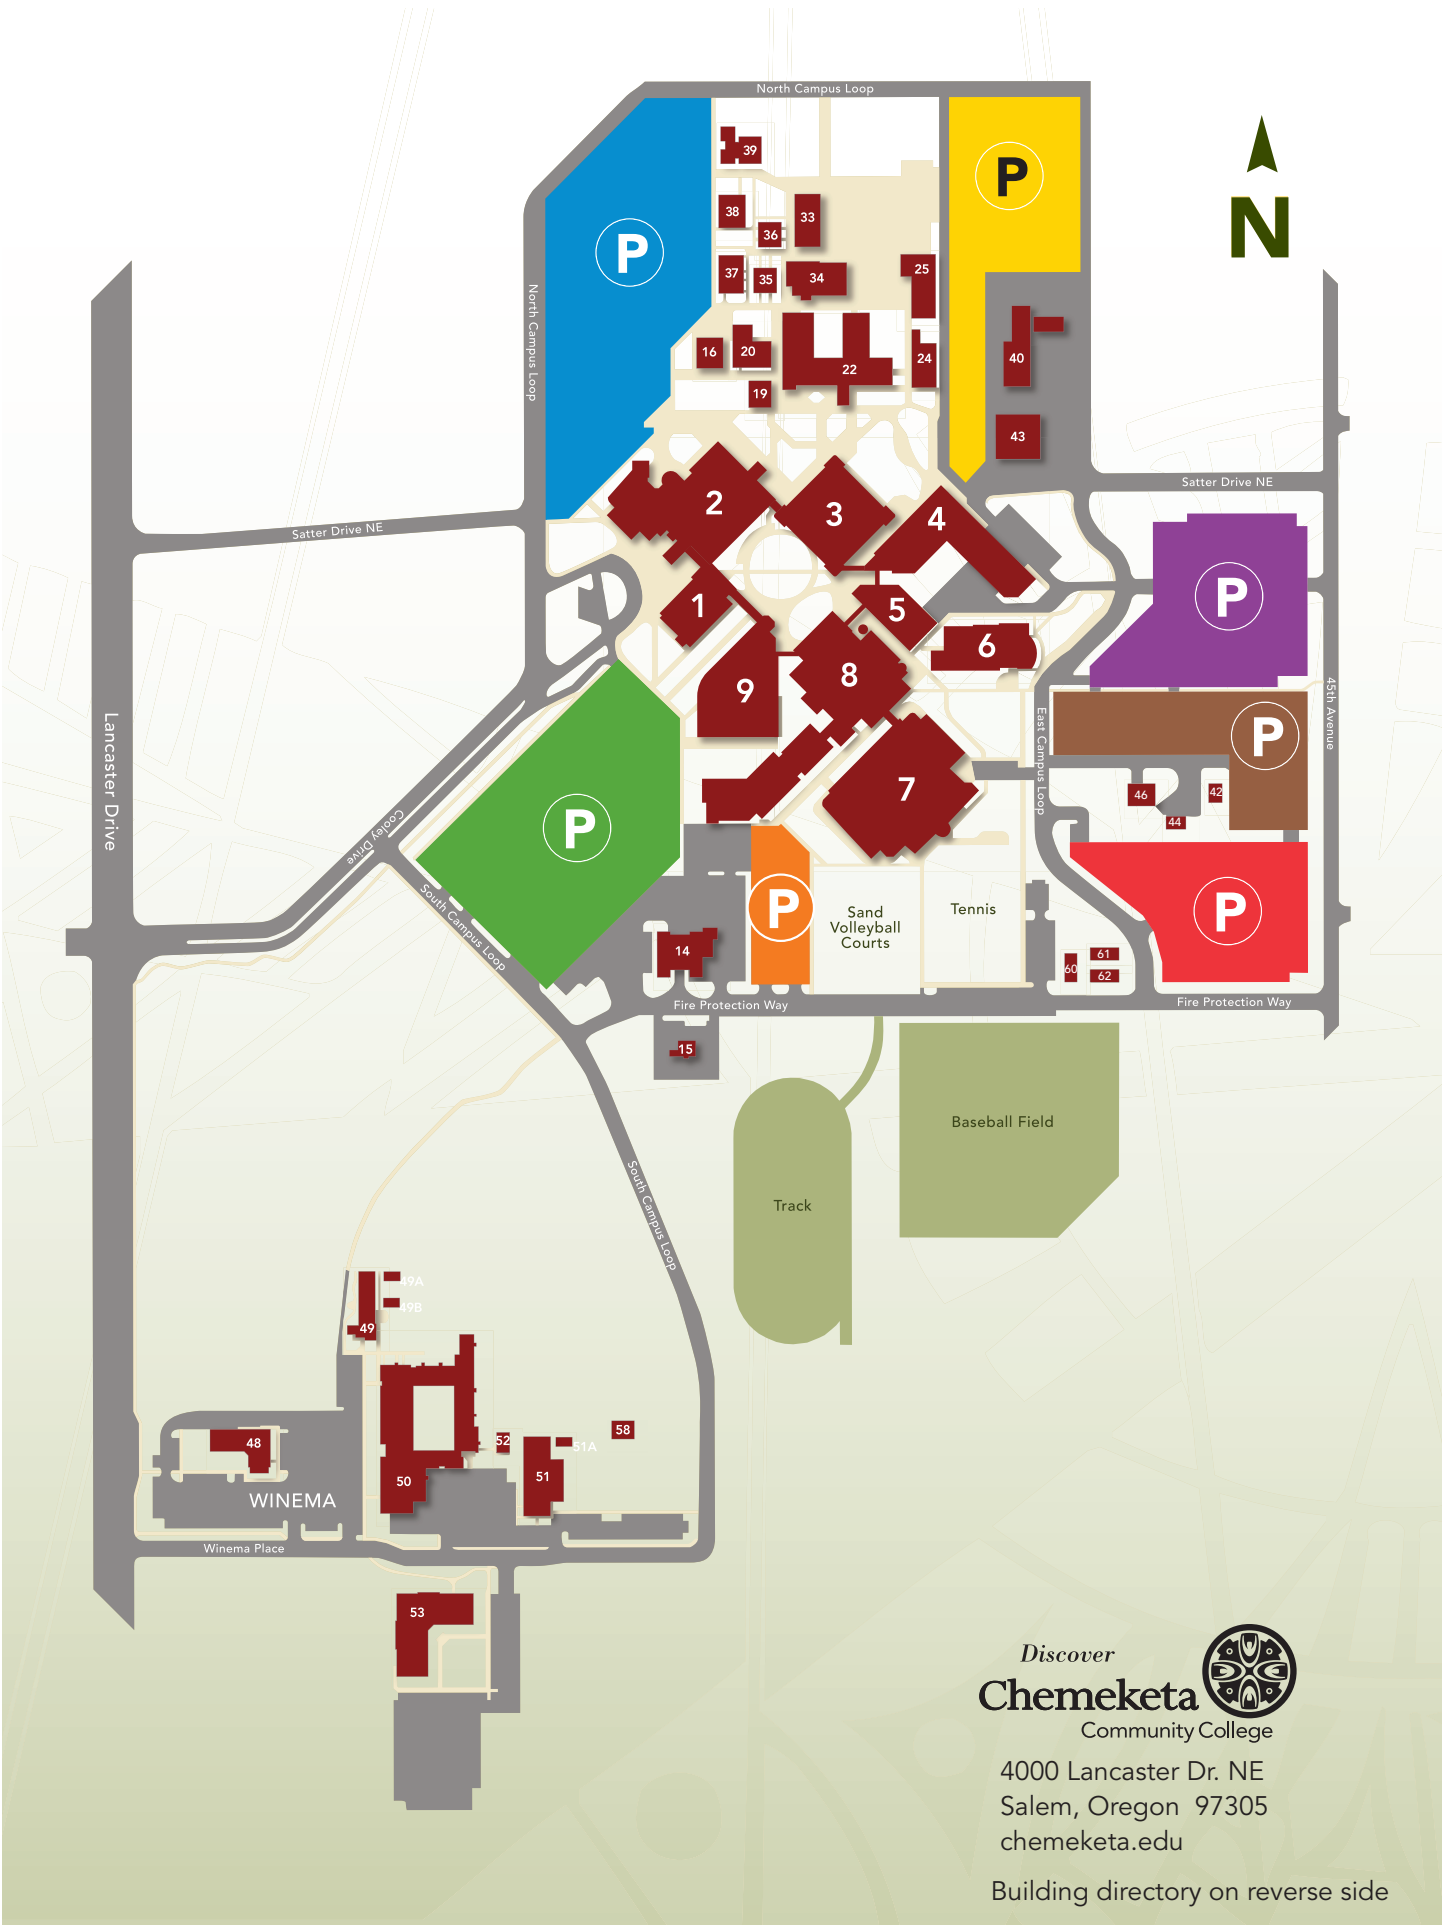 North Campus Loop
P
N
39
38
36
33
37
35
34
25
P
North Campus Loop
16
20
22
24
40
19
43
Satter Drive NE
Satter Drive NE
2
3
4
1
5
6
P
8
9
7
45th Avenue
East Campus Loop
P
Lancaster Drive
P
Cooley Drive
46
42
44
South Campus Loop
P
Sand
Volleyball
Courts
Tennis
P
14
60
61
62
Fire Protection Way
Fire Protection Way
15
Baseball Field
Track
South Campus Loop
49A
49B
49
58
48
52
51A
50
51
WINEMA
Winema Place
53
Discover
Chemeketa
Community College
4000 Lancaster Dr. NE
Salem, Oregon 97305
chemeketa.edu
Building directory on reverse side
P